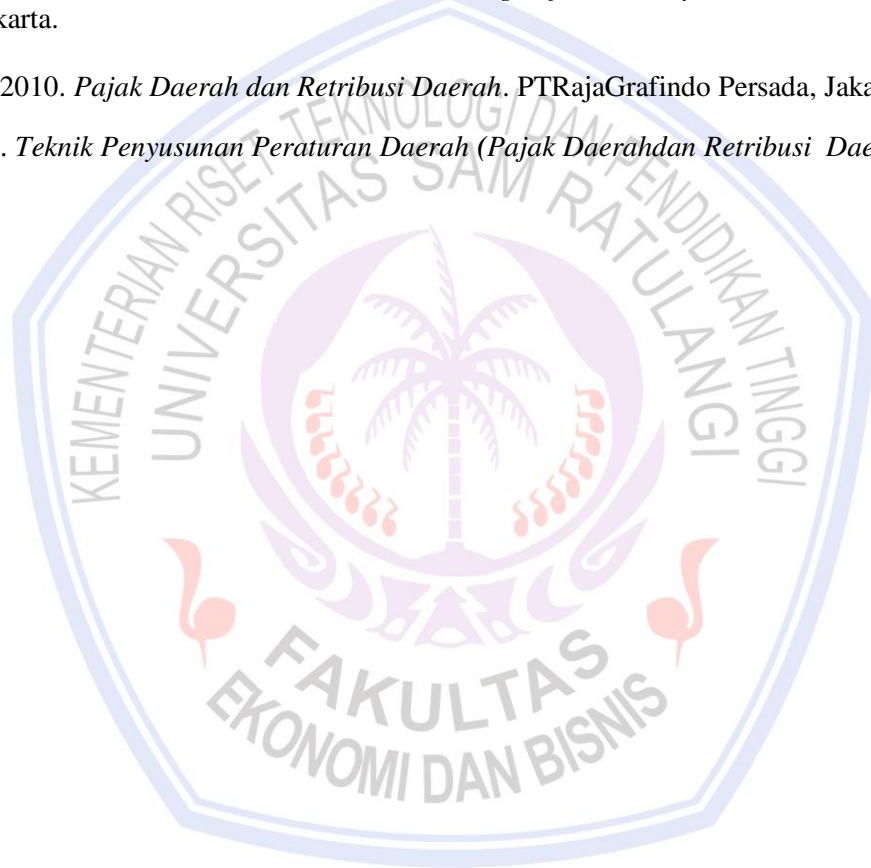 karta.
2010. Pajak Daerah dan Retribusi Daerah. PTRajaGrafindo Persada, Jaka
. Teknik Penyusunan Peraturan Daerah (Pajak Daerahdan Retribusi Dae
KEMENTERIAN RISET TEKNOLOGI DAN PENDIDIKAN TINGGI
UNIVERSITAS SAM RATULANGI
FAKULTAS
EKONOMI DAN BISNIS